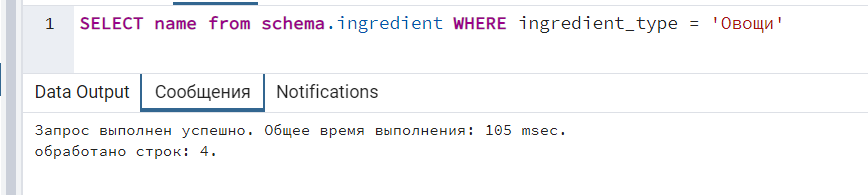 1 SELECT name from schema.ingredient WHERE ingredient_type = 'Овощи'
Data Output Сообщения Notifications
Запрос выполнен успешно. Общее время выполнения: 105 msec.
обработано строк: 4.